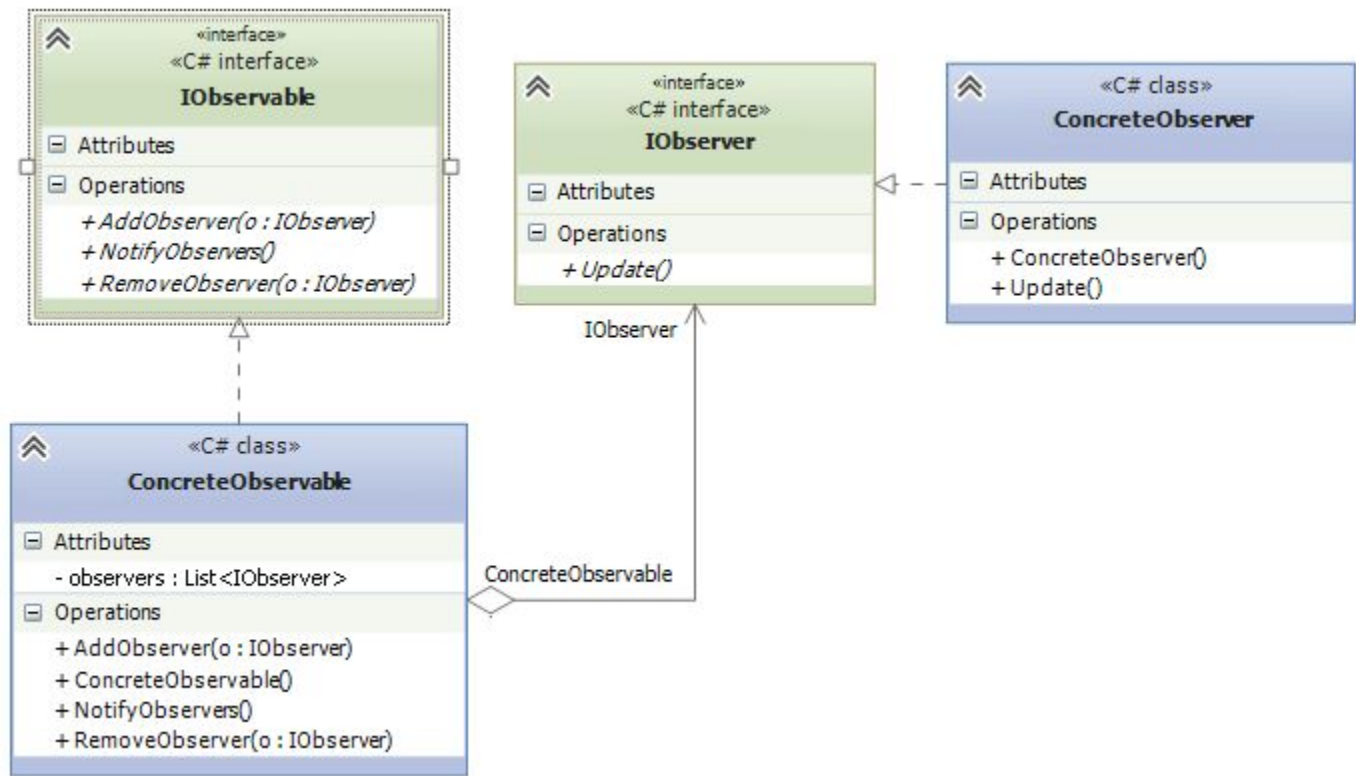 «interface»
«C# interface»
IObservable
Attributes
Operations
+ AddObserver(o : IObserver)
+ NotifyObservers()
+ RemoveObserver(o : IObserver)
«interface»
«C# interface»
IObserver
Attributes
Operations
+ Update()
«C# class»
ConcreteObserver
Attributes
Operations
+ ConcreteObserver()
+ Update()
IObserver
«C# class»
ConcreteObservable
Attributes
- observers : List<IObserver>
Operations
+ AddObserver(o : IObserver)
+ ConcreteObservable()
+ NotifyObservers()
+ RemoveObserver(o : IObserver)
ConcreteObservable